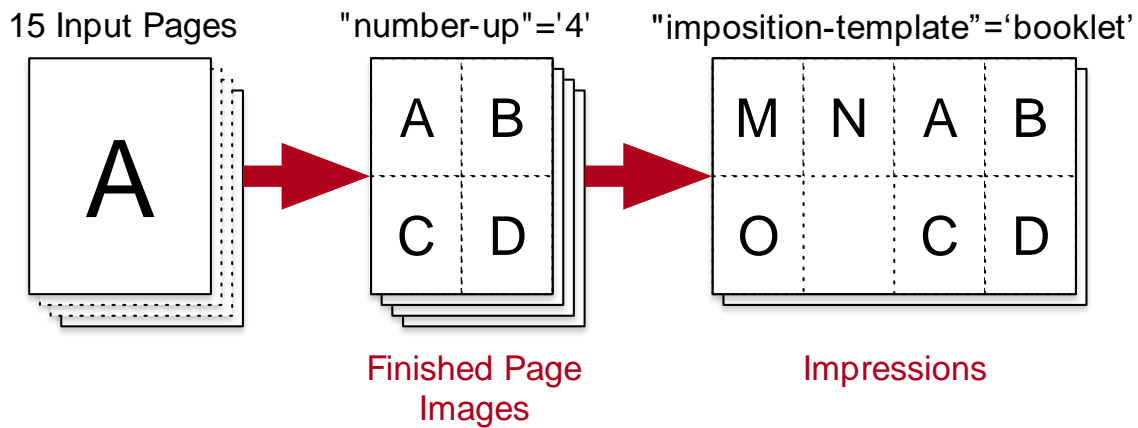 15 Input Pages
"number-up"='4'
"imposition-template”=‘booklet’
A
A B
C D
M N A B
O C D
Finished Page
Images
Impressions